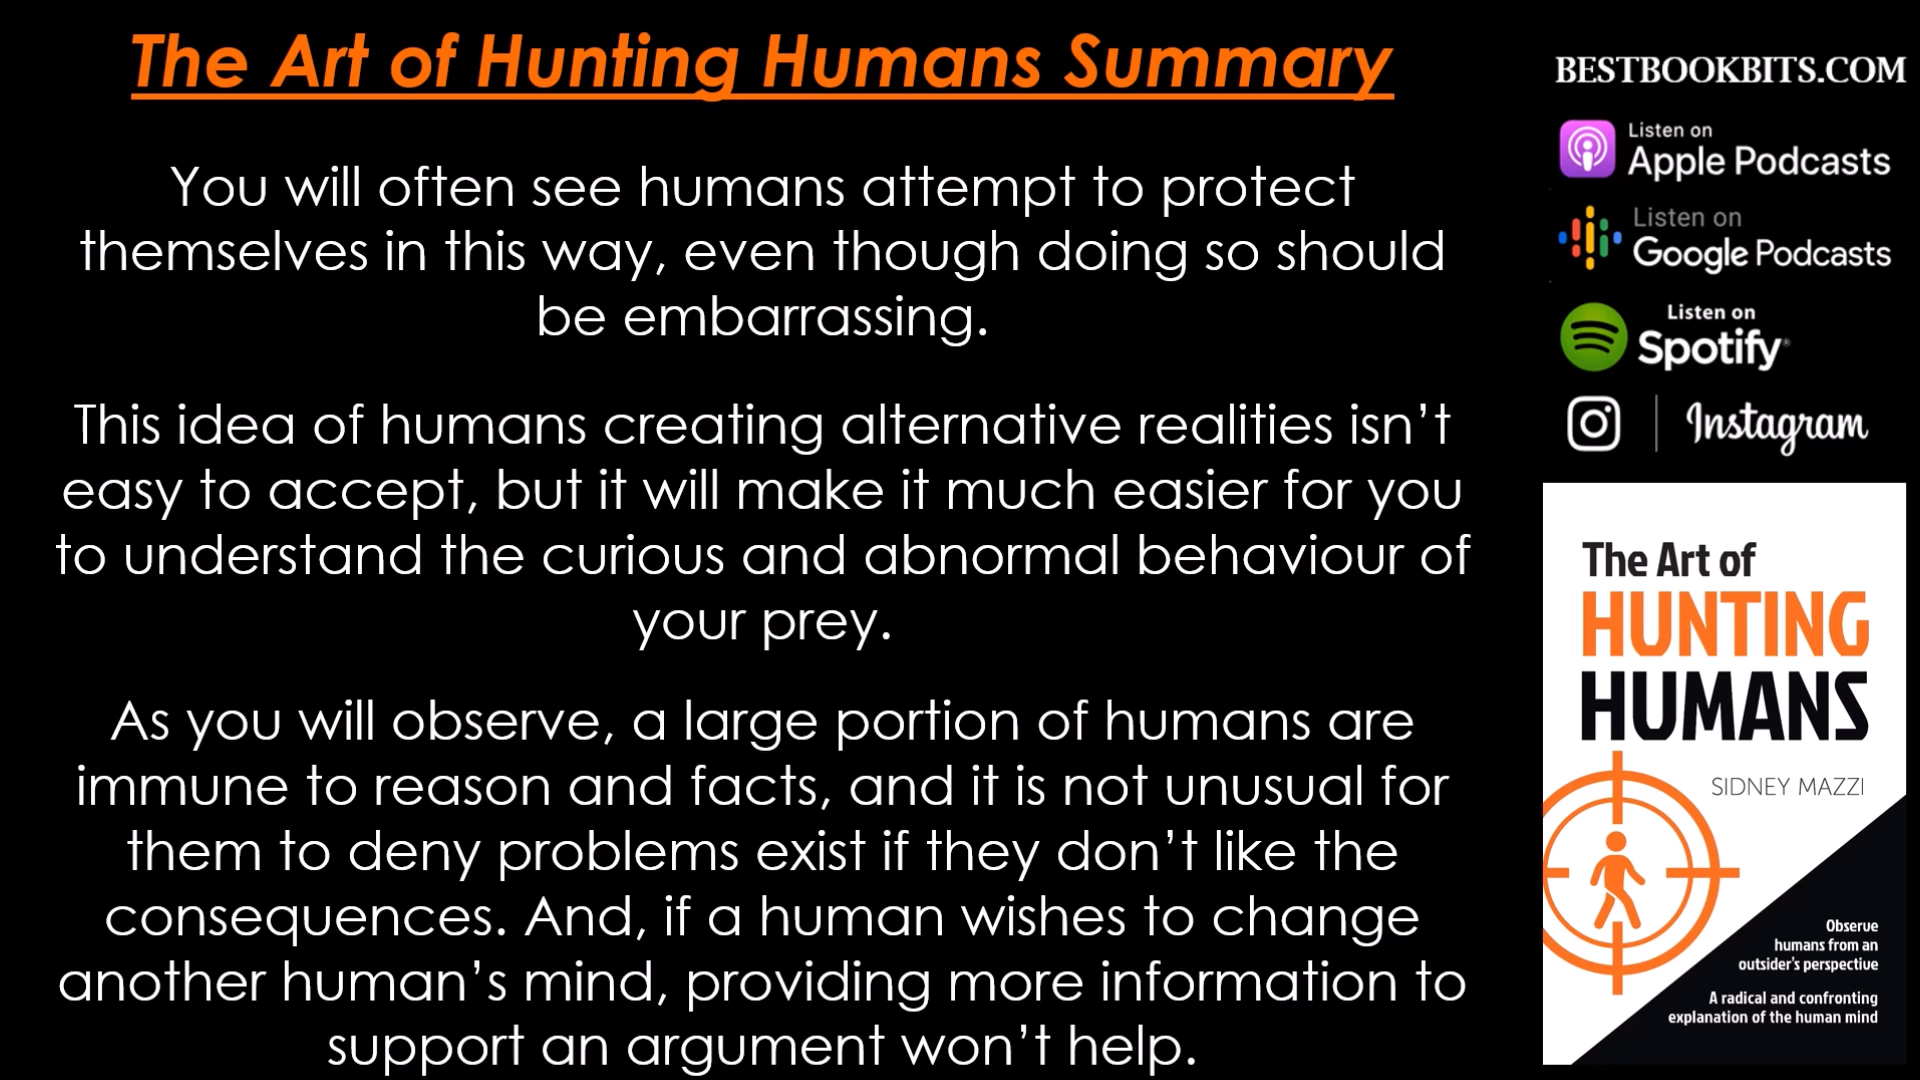 The Art of Hunting Humans Summary
You will often see humans attempt to protect
themselves in this way, even though doing so should
be embarrassing.
This idea of humans creating alternative realities isn’t
easy to accept, but it will make it much easier for you
to understand the curious and abnormal behaviour of
your prey.
As you will observe, a large portion of humans are
immune to reason and facts, and it is not unusual for
them to deny problems exist if they don’t like the
consequences. And, if a human wishes to change
another human’s mind, providing more information to
support an argument won’t help.
BESTBOOKBITS.COM
Listen on
Apple Podcasts
Listen on
Google Podcasts
Listen on
Spotify
Instagram
The Art of
HUNTING
HUMANS
SIDNEY MAZZI
Observe
humans from an
outsider's perspective
A radical and confronting
explanation of the human mind